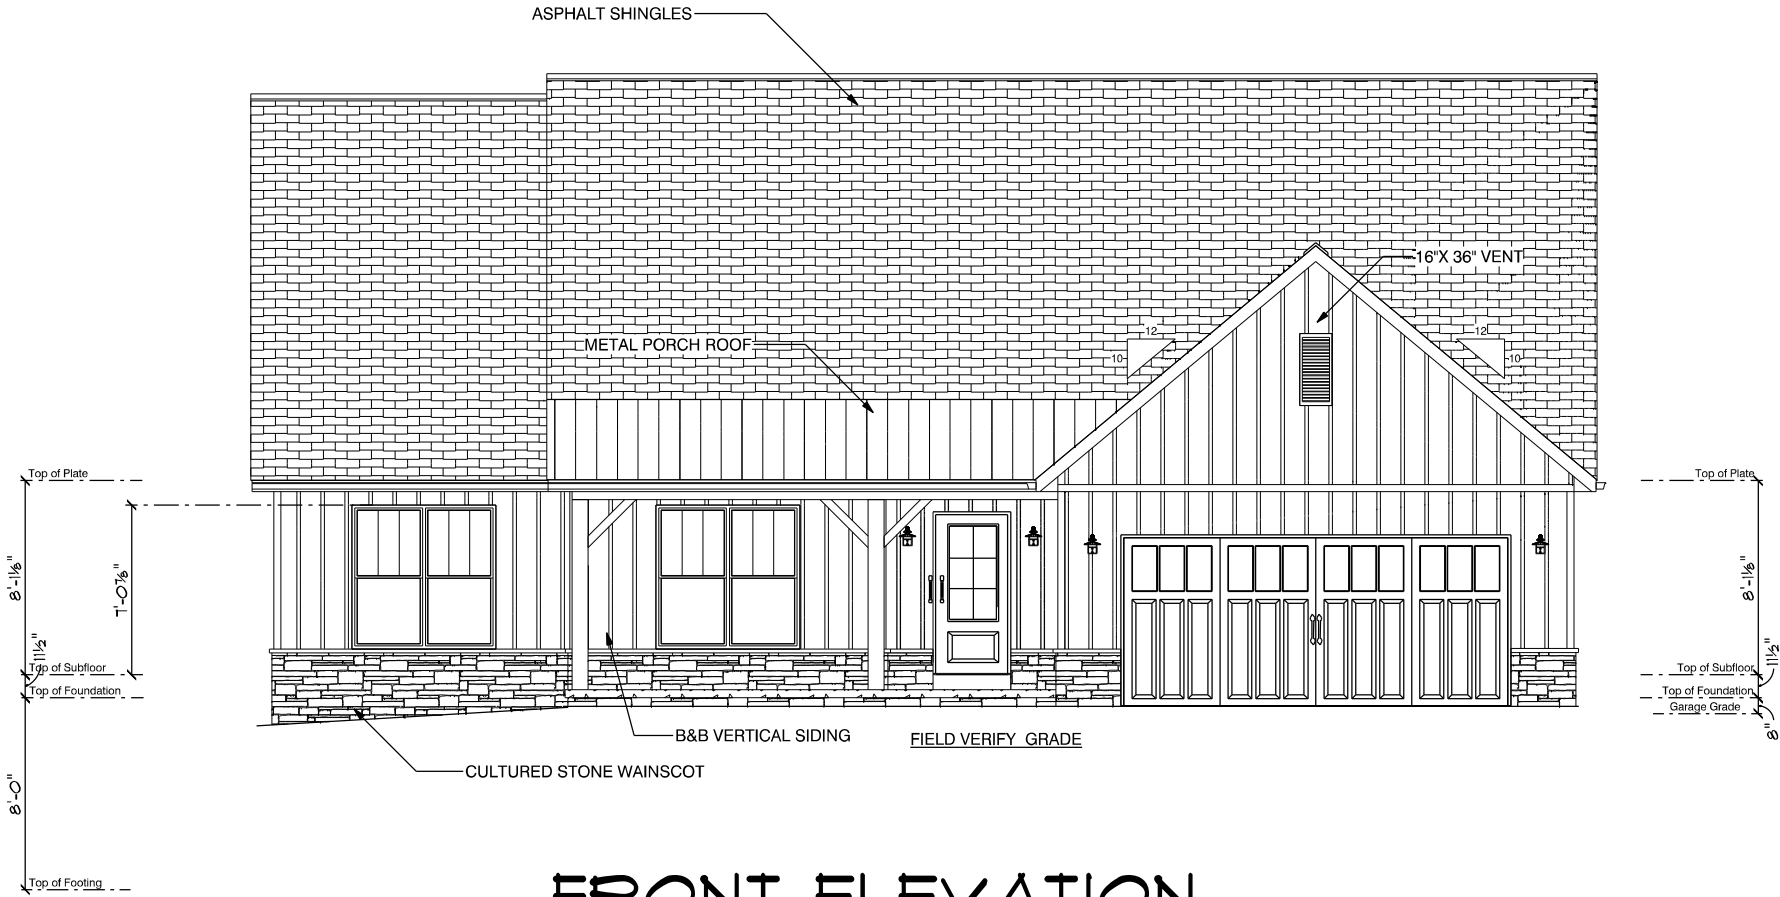 ASPHALT SHINGLES
16"X 36" VENT
12
12
METAL PORCH ROOF
10
10
Top of Plate
Top of Plate
8'-1⅛"
7'-0⅞"
8'-1⅛"
11½"
11½"
Top of Subfloor
Top of Subfloor
Top of Foundation
Top of Foundation
Garage Grade
8"
B&B VERTICAL SIDING
FIELD VERIFY GRADE
CULTURED STONE WAINSCOT
8'-0"
Top of Footing
FRONT ELEVATION